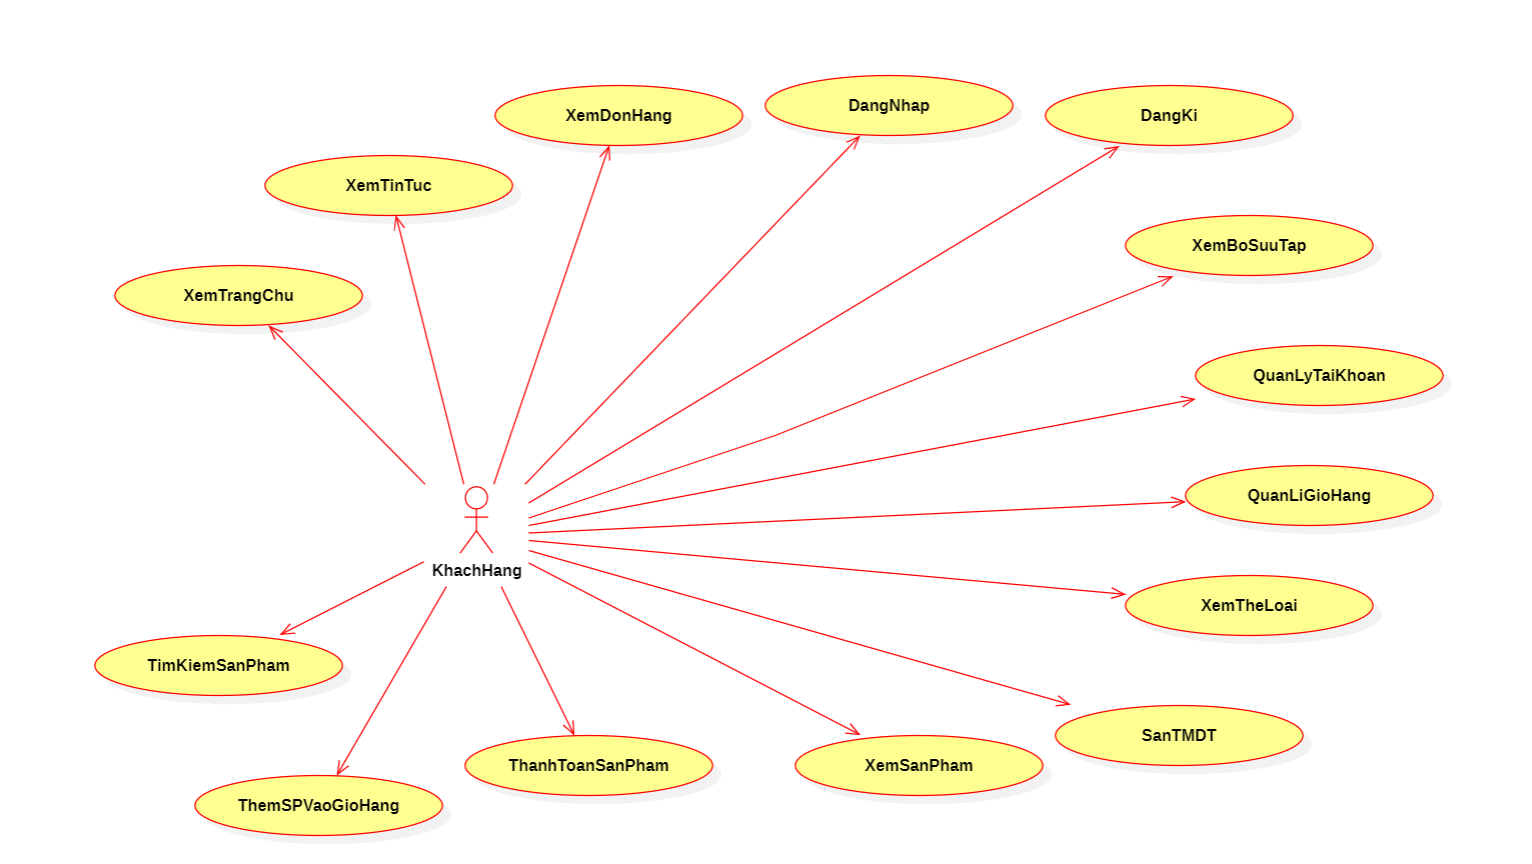 DangNhap
XemDonHang
DangKi
XemTinTuc
XemBoSuuTap
XemTrangChu
QuanLyTaiKhoan
QuanLiGioHang
KhachHang
XemTheLoai
TimKiemSanPham
SanTMDT
ThanhToanSanPham
XemSanPham
ThemSPVaoGioHang